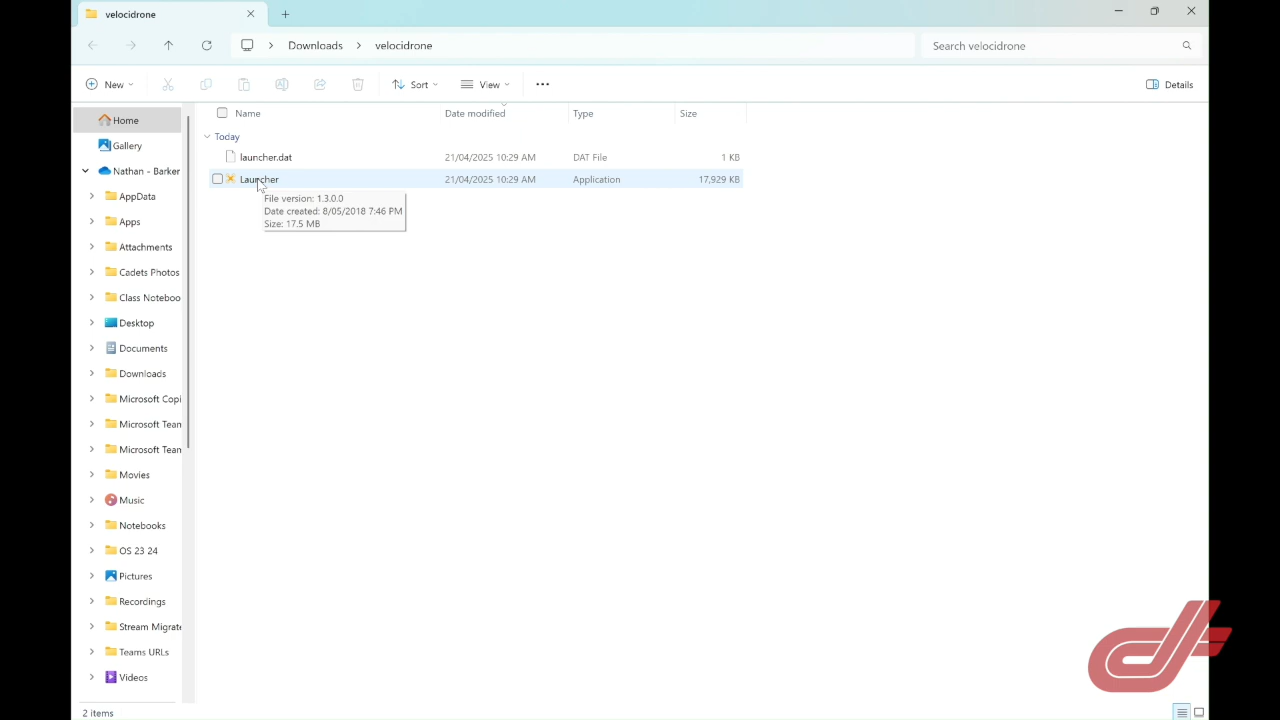 velocidrone
Downloads
velocidrone
Search velocidrone
New
Sort
View
Details
Name
Date modified
Type
Size
Today
launcher.dat
21/04/2025 10:29 AM
DAT File
1 KB
Launcher
21/04/2025 10:29 AM
Application
17,929 KB
File version: 1.3.0.0
Date created: 8/05/2018 7:46 PM
Size: 17.5 MB
Home
Gallery
Nathan - Barker
AppData
Apps
Attachments
Cadets Photos
Class Noteboo
Desktop
Documents
Downloads
Microsoft Copi
Microsoft Tean
Microsoft Tean
Movies
Music
Notebooks
OS 23 24
Pictures
Recordings
Stream Migrate
Teams URLs
Videos
2 items